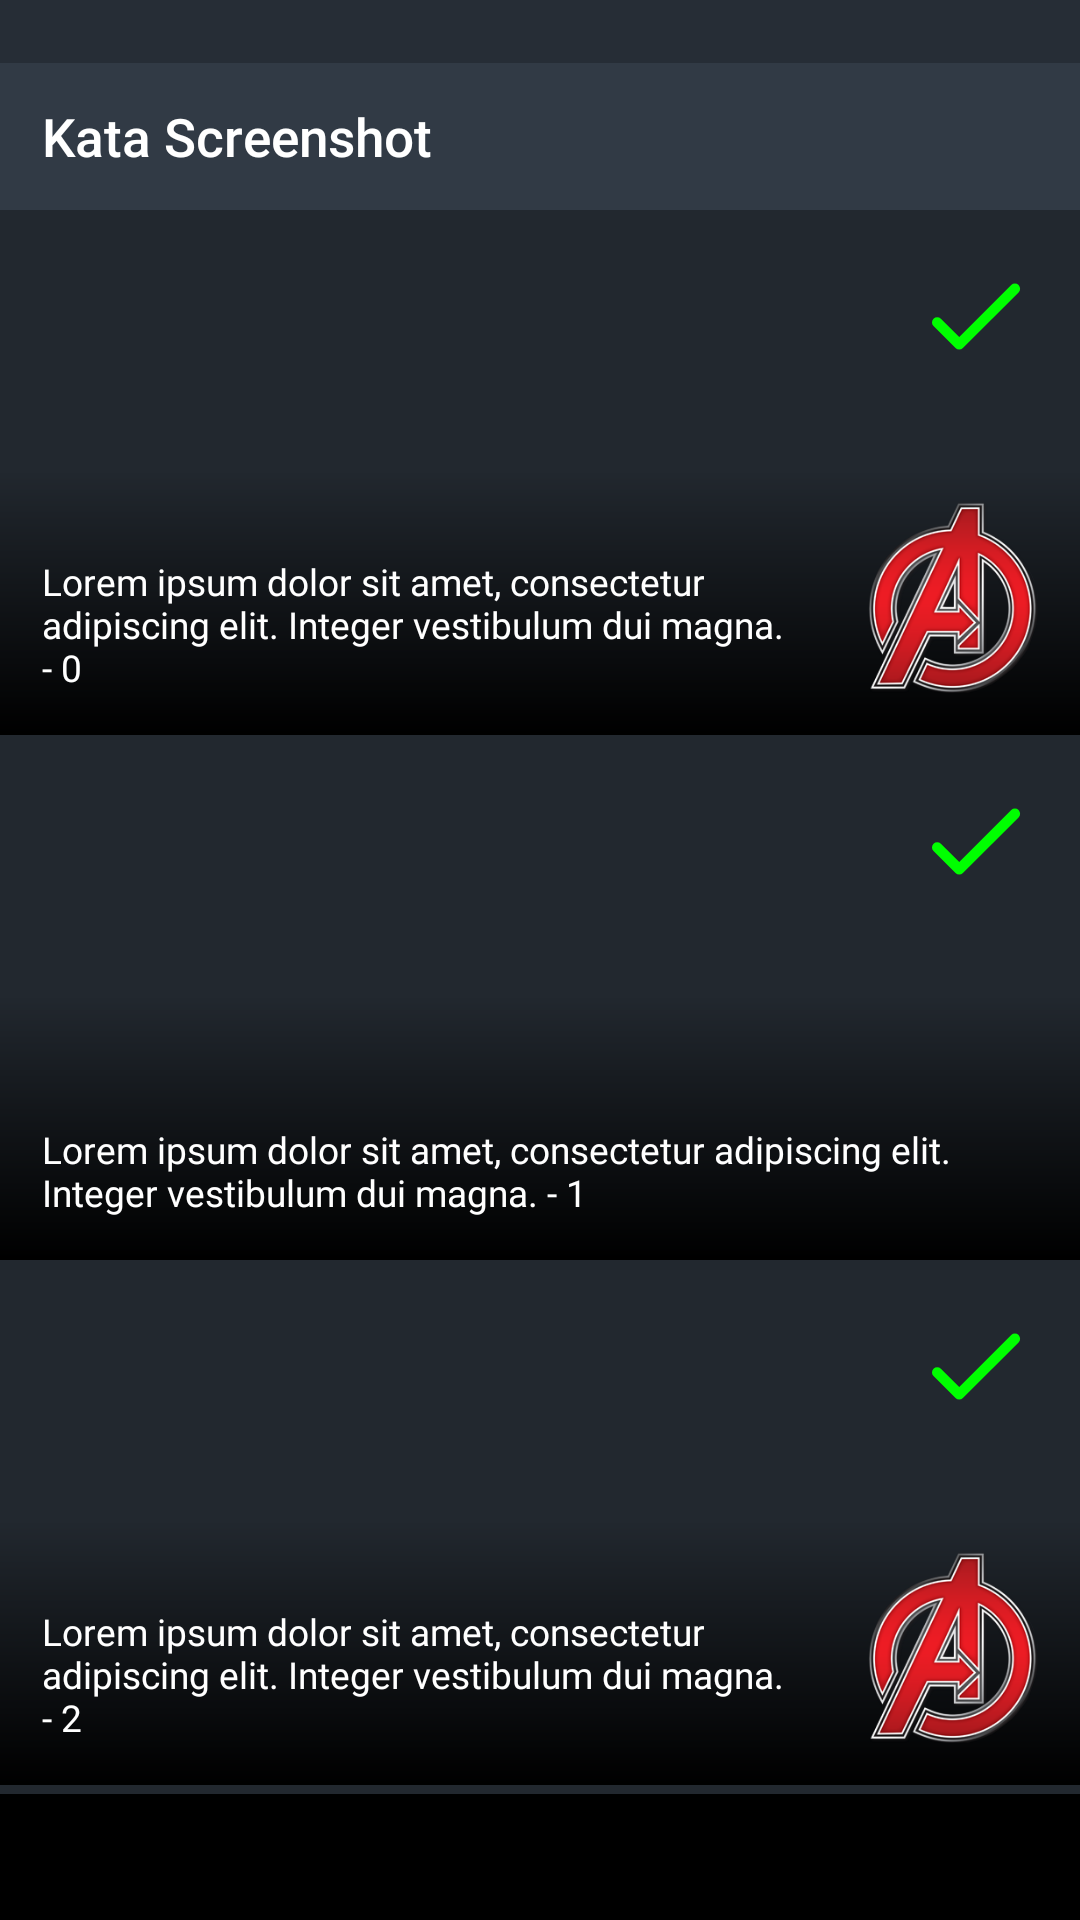 Kata Screenshot
Lorem ipsum dolor sit amet, consectetur
adipiscing elit. Integer vestibulum dui magna.
- 0
Lorem ipsum dolor sit amet, consectetur adipiscing elit.
Integer vestibulum dui magna. - 1
Lorem ipsum dolor sit amet, consectetur
adipiscing elit. Integer vestibulum dui magna.
- 2